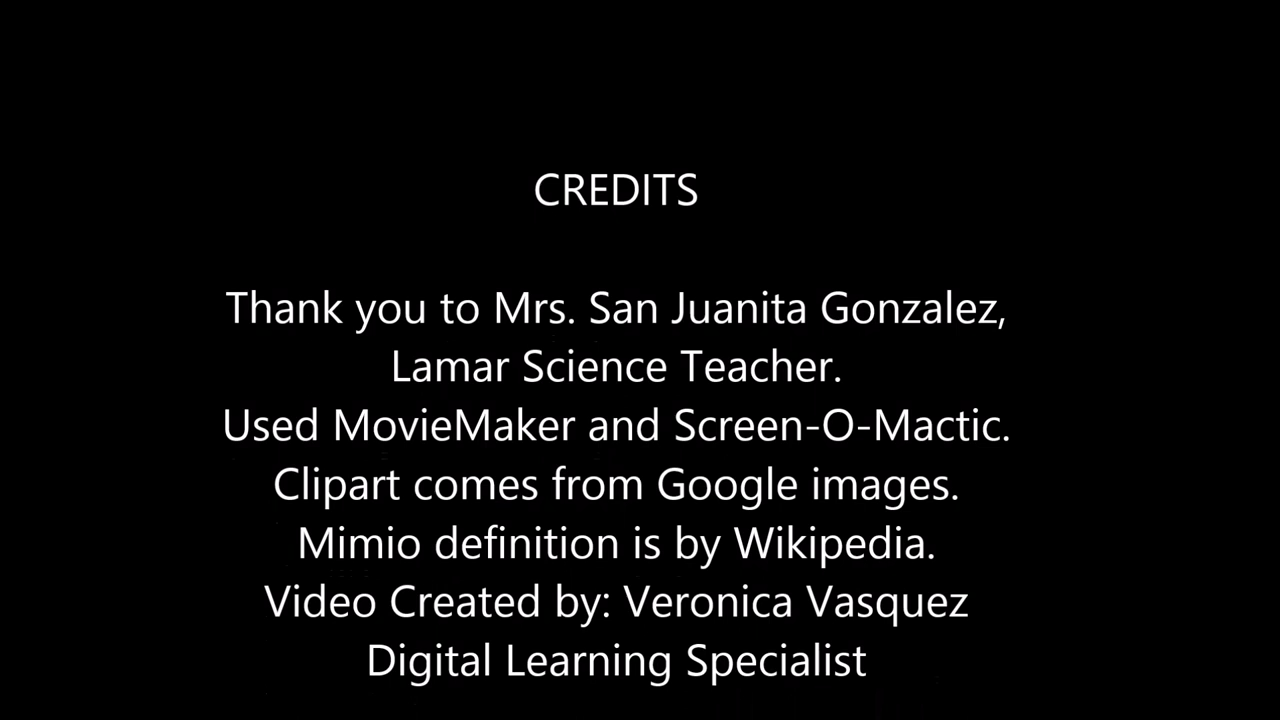 CREDITS
Thank you to Mrs. San Juanita Gonzalez,
Lamar Science Teacher.
Used MovieMaker and Screen-O-Mactic.
Clipart comes from Google images.
Mimio definition is by Wikipedia.
Video Created by: Veronica Vasquez
Digital Learning Specialist